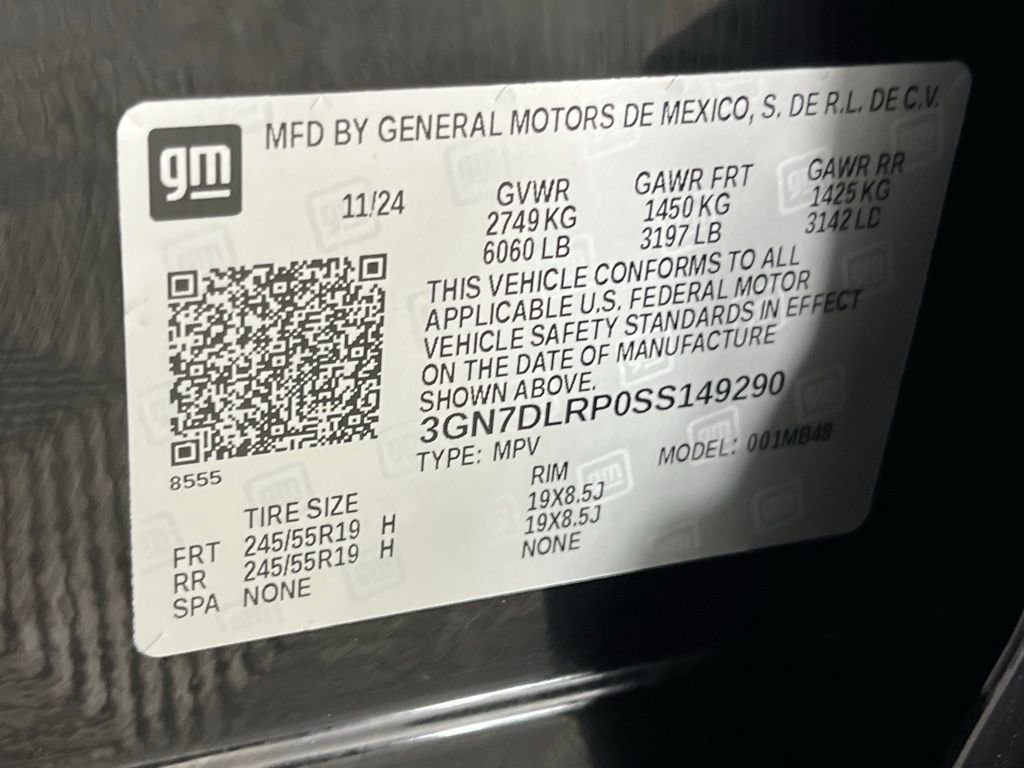 gm
MFD BY GENERAL MOTORS DE MEXICO, S. DE R.L. DE C.V.
11/24
GVWR
2749 KG
6060 LB
GAWR FRT
1450 KG
3197 LB
GAWR RR
1425 KG
3142 LB
THIS VEHICLE CONFORMS TO ALL
APPLICABLE U.S. FEDERAL MOTOR
VEHICLE SAFETY STANDARDS IN EFFECT
ON THE DATE OF MANUFACTURE
SHOWN ABOVE.
3GN7DLRP0SS149290
TYPE: MPV MODEL: 001MB48
8555
TIRE SIZE RIM
FRT 245/55R19 H 19X8.5J
RR 245/55R19 H 19X8.5J
SPA NONE NONE